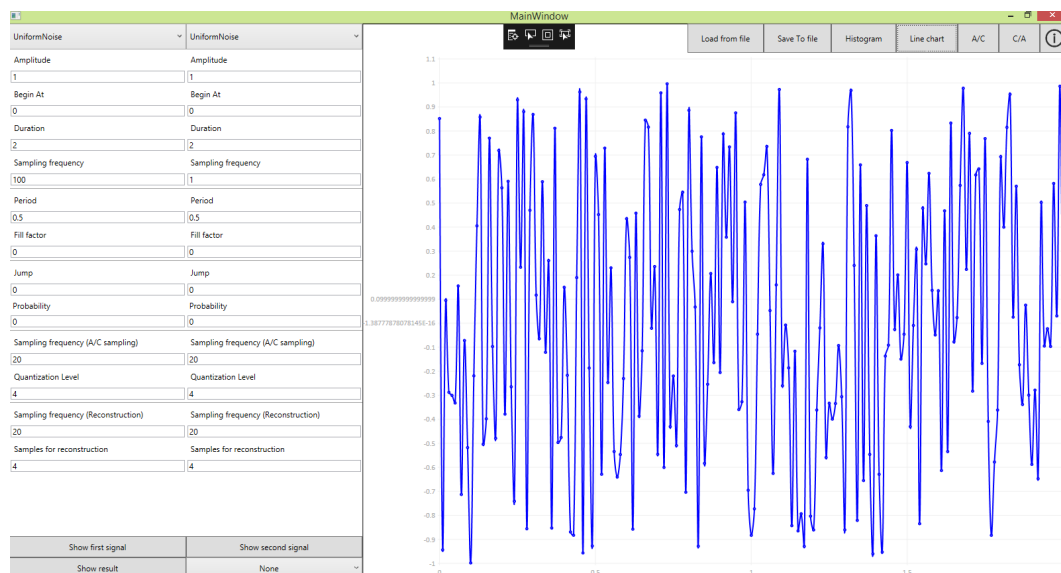 MainWindow
UniformNoise UniformNoise
Load from file Save To file Histogram Line chart A/C C/A
Amplitude Amplitude
1 1
Begin At Begin At
0 0
Duration Duration
2 2
Sampling frequency Sampling frequency
100 1
Period Period
0.5 0.5
Fill factor Fill factor
0 0
Jump Jump
0 0
Probability Probability
0 0
Sampling frequency (A/C sampling) Sampling frequency (A/C sampling)
20 20
Quantization Level Quantization Level
4 4
Sampling frequency (Reconstruction) Sampling frequency (Reconstruction)
20 20
Samples for reconstruction Samples for reconstruction
4 4
Show first signal Show second signal
Show result None
1.1
1
0.9
0.8
0.7
0.6
0.5
0.4
0.3
0.2
0.0999999999999999
-1.38777878078145E-16
-0.1
-0.2
-0.3
-0.4
-0.5
-0.6
-0.7
-0.8
-0.9
-1
0 0.5 1 1.5